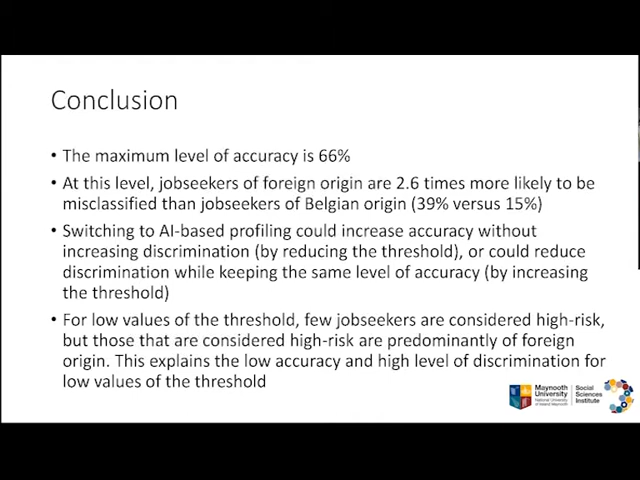 Conclusion
• The maximum level of accuracy is 66%
• At this level, jobseekers of foreign origin are 2.6 times more likely to be
misclassified than jobseekers of Belgian origin (39% versus 15%)
• Switching to AI-based profiling could increase accuracy without
increasing discrimination (by reducing the threshold), or could reduce
discrimination while keeping the same level of accuracy (by increasing
the threshold)
• For low values of the threshold, few jobseekers are considered high-risk,
but those that are considered high-risk are predominantly of foreign
origin. This explains the low accuracy and high level of discrimination for
low values of the threshold
Maynooth
University
National University
of Ireland Maynooth
Social
Sciences
Institute